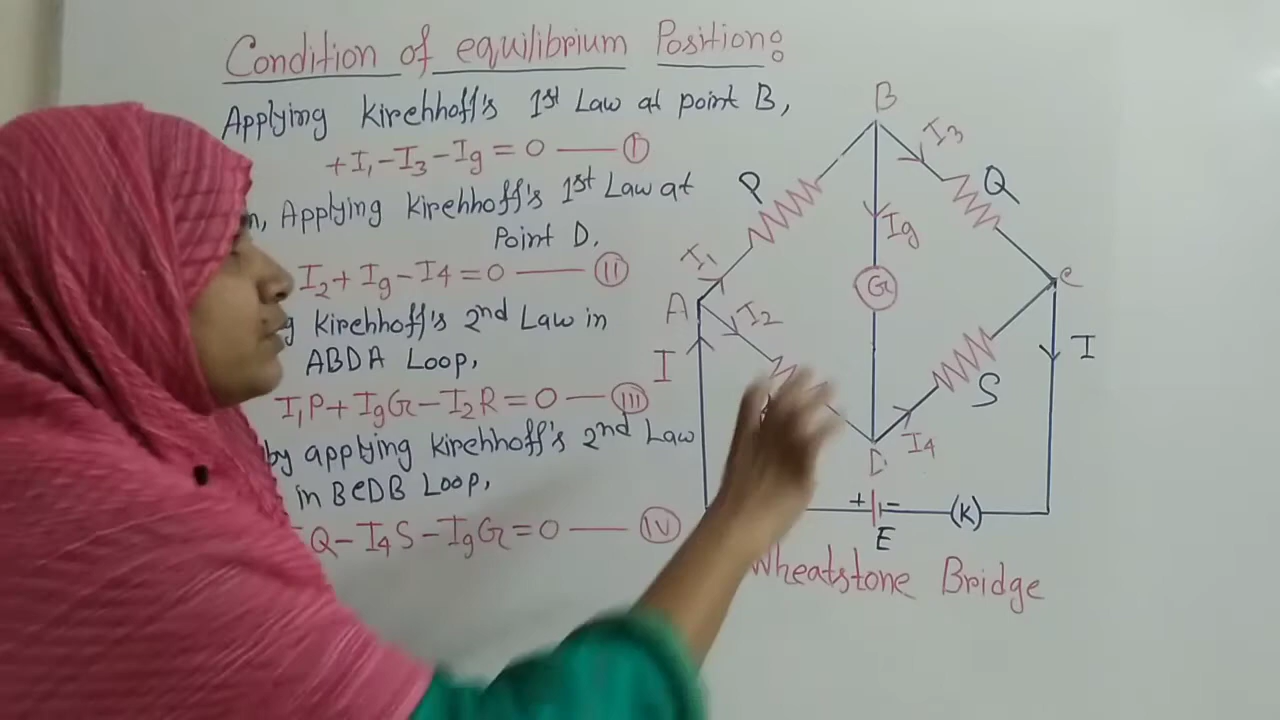 Condition of equilibrium Position:
Applying Kirchhoff's 1st Law at point B,
+I₁-I₃-Ig=0 — (I)
Applying Kirchhoff's 1st Law at
Point D.
I₂+Ig-I4=0 — (II)
Kirchhoff's 2nd Law in
ABDA Loop,
I₁P+IgG-I₂R=0 — (III)
by applying Kirchhoff's 2nd Law
in BCDB Loop,
Q-I4S-IgG=0 — (IV)
B
I₃
P
Q
Ig
I₁
G
C
A
I₂
I
I
S
I4
D
+ -
(K)
E
Wheatstone Bridge